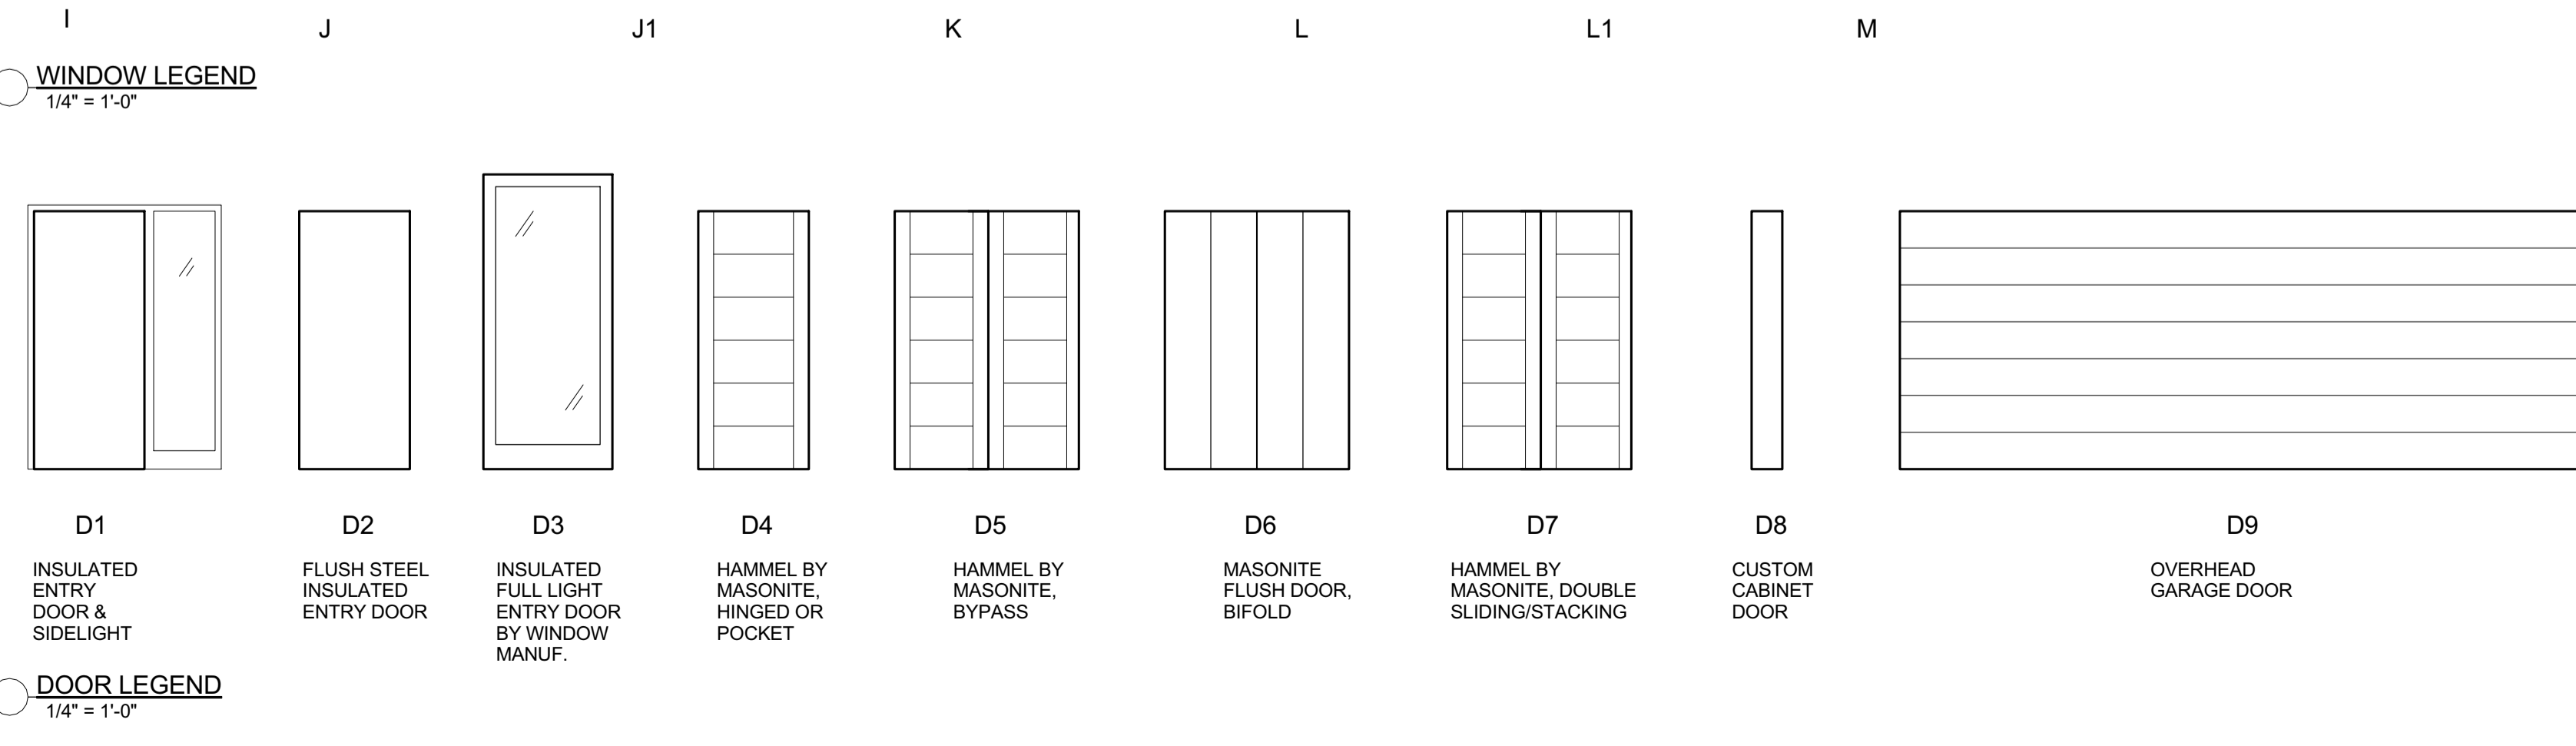 I
J
J1
K
L
L1
M
WINDOW LEGEND
1/4" = 1'-0"
D1
D2
D3
D4
D5
D6
D7
D8
D9
INSULATED
ENTRY
DOOR &
SIDELIGHT
FLUSH STEEL
INSULATED
ENTRY DOOR
INSULATED
FULL LIGHT
ENTRY DOOR
BY WINDOW
MANUF.
HAMMEL BY
MASONITE,
HINGED OR
POCKET
HAMMEL BY
MASONITE,
BYPASS
MASONITE
FLUSH DOOR,
BIFOLD
HAMMEL BY
MASONITE, DOUBLE
SLIDING/STACKING
CUSTOM
CABINET
DOOR
OVERHEAD
GARAGE DOOR
DOOR LEGEND
1/4" = 1'-0"